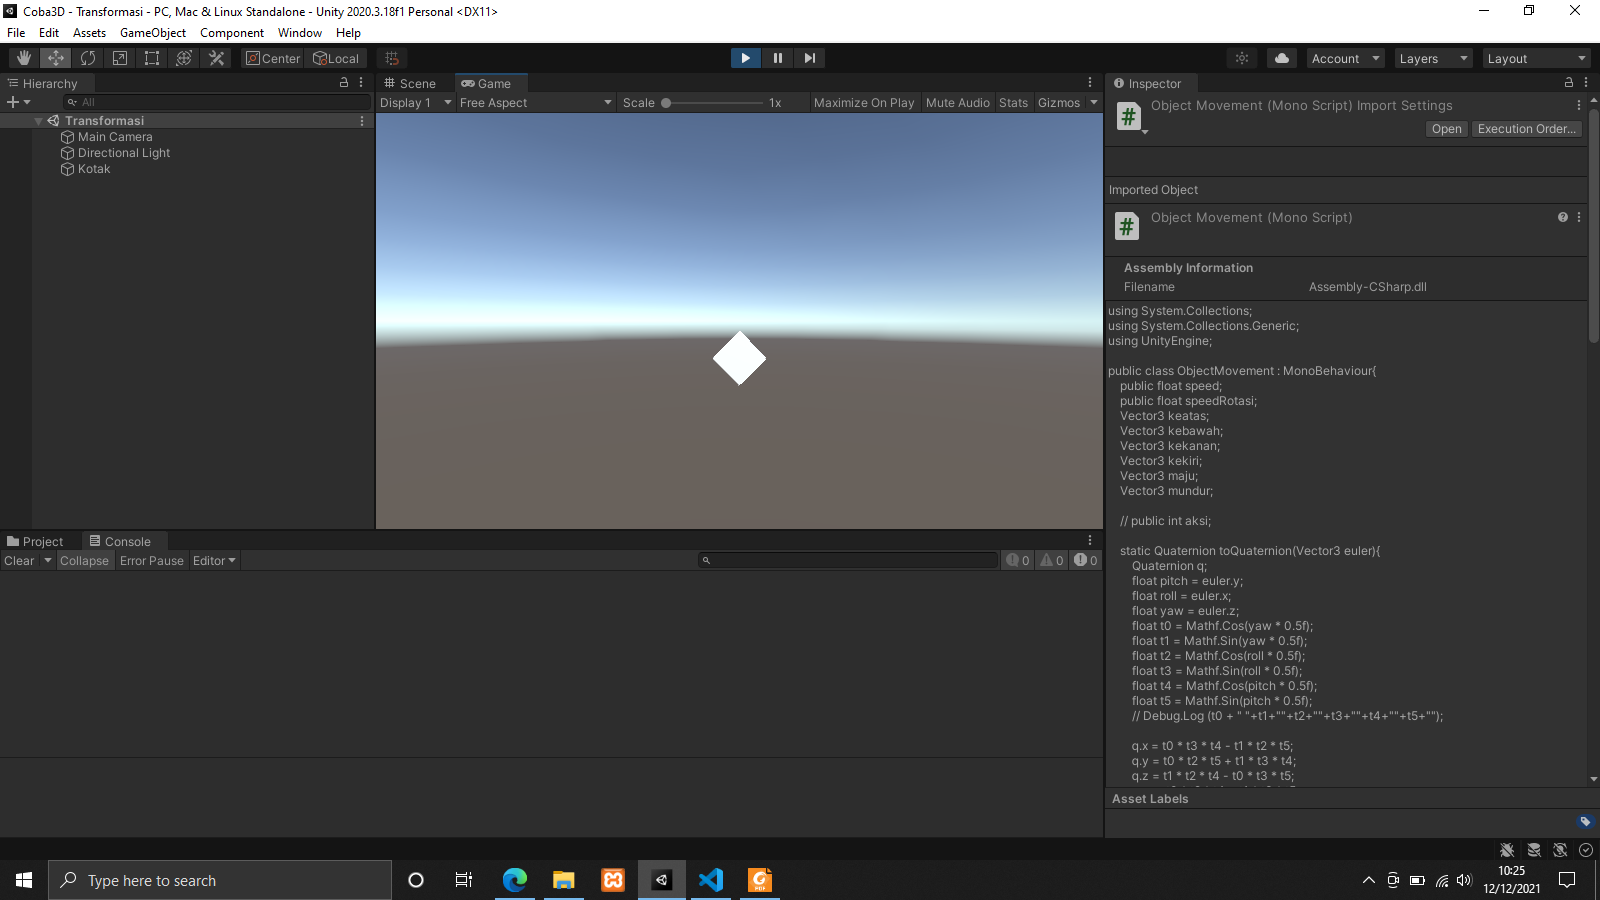 Coba3D - Transformasi - PC, Mac & Linux Standalone - Unity 2020.3.18f1 Personal <DX11>
File Edit Assets GameObject Component Window Help
Center Local
Account Layers Layout
Hierarchy
All
Transformasi
Main Camera
Directional Light
Kotak
Scene Game
Display 1 Free Aspect Scale 1x Maximize On Play Mute Audio Stats Gizmos
Project Console
Clear Collapse Error Pause Editor 0 0 0
Inspector
Object Movement (Mono Script) Import Settings
Open Execution Order...
Imported Object
Object Movement (Mono Script)
Assembly Information
Filename Assembly-CSharp.dll
using System.Collections;
using System.Collections.Generic;
using UnityEngine;
public class ObjectMovement : MonoBehaviour{
public float speed;
public float speedRotasi;
Vector3 keatas;
Vector3 kebawah;
Vector3 kekanan;
Vector3 kekiri;
Vector3 maju;
Vector3 mundur;
// public int aksi;
static Quaternion toQuaternion(Vector3 euler){
Quaternion q;
float pitch = euler.y;
float roll = euler.x;
float yaw = euler.z;
float t0 = Mathf.Cos(yaw * 0.5f);
float t1 = Mathf.Sin(yaw * 0.5f);
float t2 = Mathf.Cos(roll * 0.5f);
float t3 = Mathf.Sin(roll * 0.5f);
float t4 = Mathf.Cos(pitch * 0.5f);
float t5 = Mathf.Sin(pitch * 0.5f);
// Debug.Log (t0 + " "+t1+""+t2+""+t3+""+t4+""+t5+"");
q.x = t0 * t3 * t4 - t1 * t2 * t5;
q.y = t0 * t2 * t5 + t1 * t3 * t4;
q.z = t1 * t2 * t4 - t0 * t3 * t5;
Asset Labels
Type here to search
10:25
12/12/2021